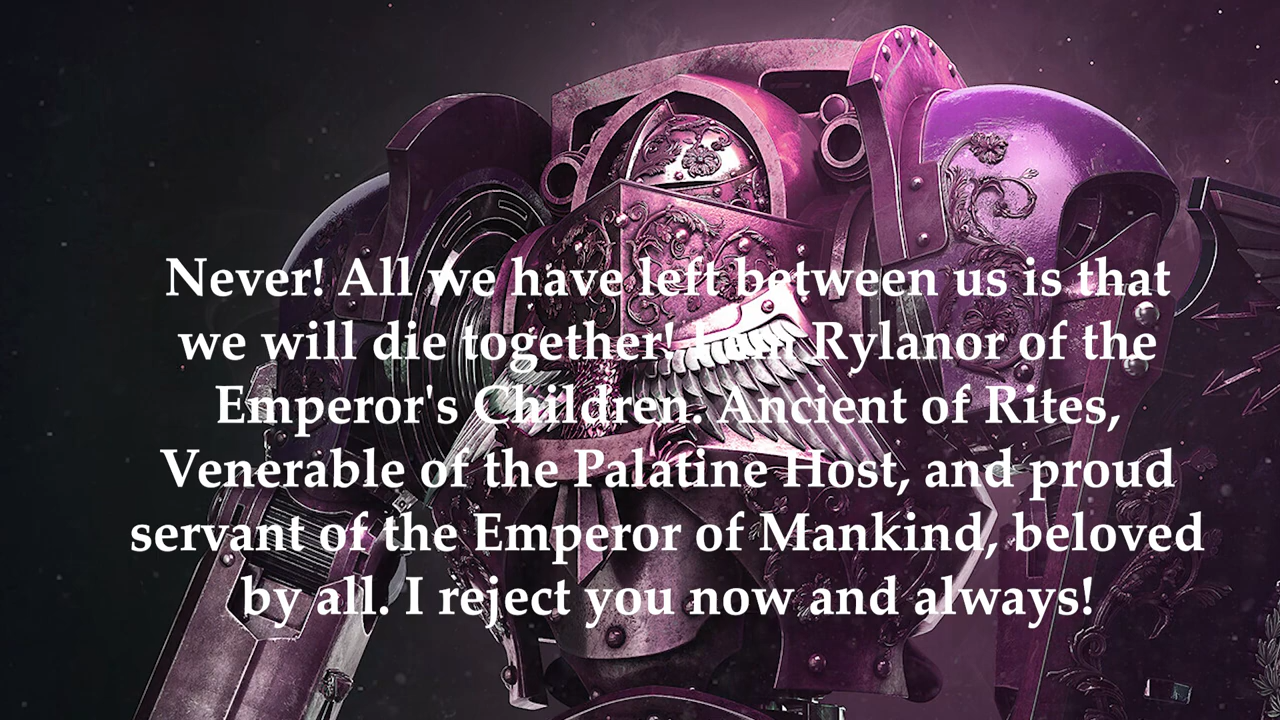 Never! All we have left between us is that
we will die together! I am Rylanor of the
Emperor's Children. Ancient of Rites,
Venerable of the Palatine Host, and proud
servant of the Emperor of Mankind, beloved
by all. I reject you now and always!